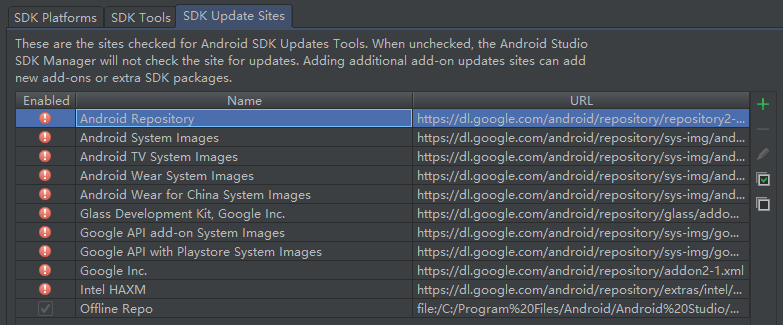 SDK Platforms SDK Tools SDK Update Sites
These are the sites checked for Android SDK Updates Tools. When unchecked, the Android Studio
SDK Manager will not check the site for updates. Adding additional add-on updates sites can add
new add-ons or extra SDK packages.
Enabled Name URL
Android Repository https://dl.google.com/android/repository/repository2-...
Android System Images https://dl.google.com/android/repository/sys-img/and...
Android TV System Images https://dl.google.com/android/repository/sys-img/and...
Android Wear System Images https://dl.google.com/android/repository/sys-img/and...
Android Wear for China System Images https://dl.google.com/android/repository/sys-img/and...
Glass Development Kit, Google Inc. https://dl.google.com/android/repository/glass/addo...
Google API add-on System Images https://dl.google.com/android/repository/sys-img/go...
Google API with Playstore System Images https://dl.google.com/android/repository/sys-img/go...
Google Inc. https://dl.google.com/android/repository/addon2-1.xml
Intel HAXM https://dl.google.com/android/repository/extras/intel/...
Offline Repo file:/C:/Program%20Files/Android/Android%20Studio/...